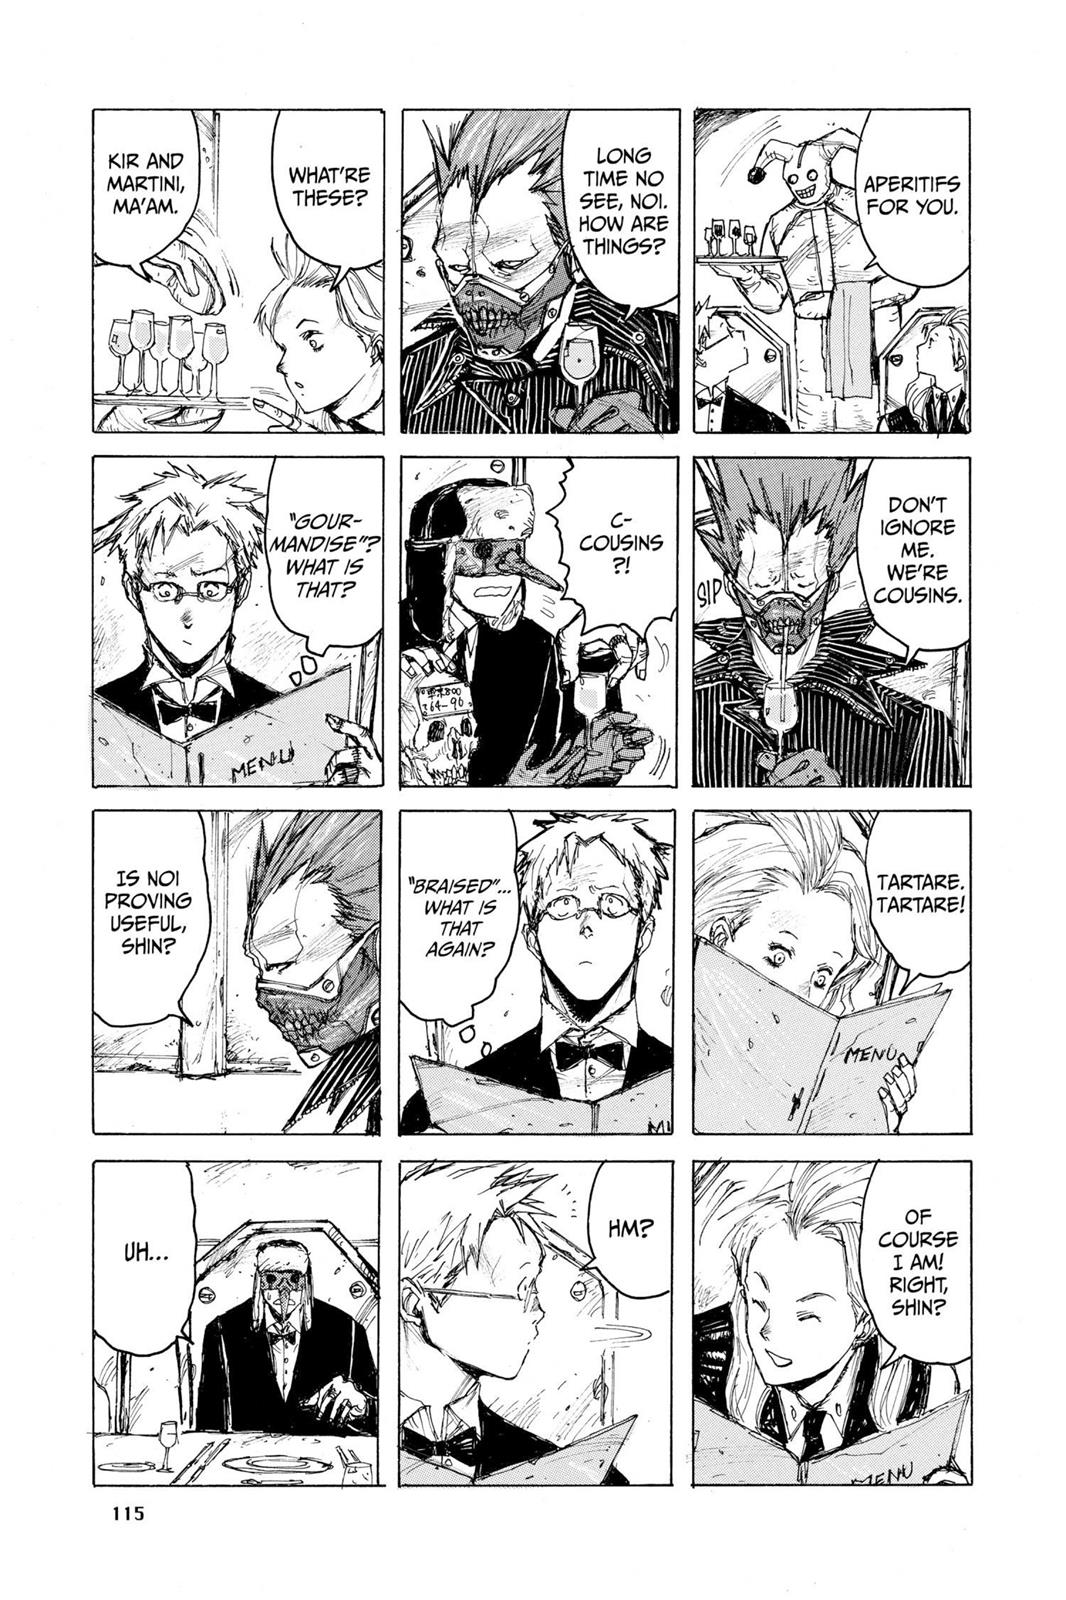 APERITIFS
FOR YOU.
LONG
TIME NO
SEE, NOI.
HOW ARE
THINGS?
WHAT'RE
THESE?
KIR AND
MARTINI,
MA'AM.
DON'T
IGNORE
ME.
WE'RE
COUSINS.
SIP
C-
COUSINS
?!
64-90
"GOUR-
MANDISE"?
WHAT IS
THAT?
MENU
TARTARE.
TARTARE!
MENU
"BRAISED"...
WHAT IS
THAT
AGAIN?
IS NOI
PROVING
USEFUL,
SHIN?
OF
COURSE
I AM!
RIGHT,
SHIN?
MENU
HM?
UH...
115